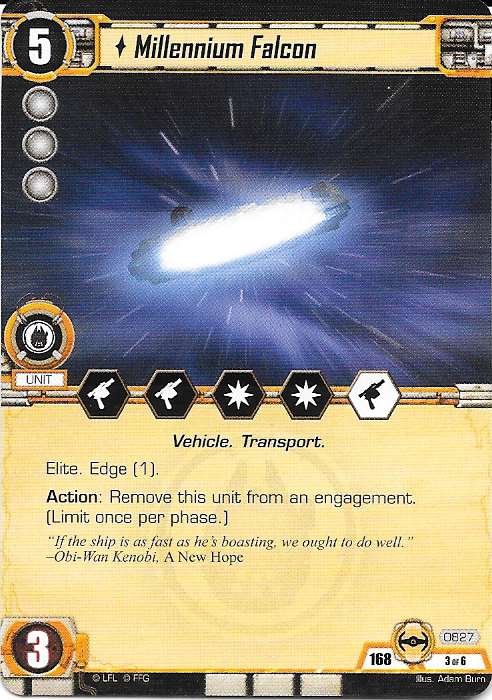 5
Millennium Falcon
UNIT
Vehicle. Transport.
Elite. Edge (1).
Action: Remove this unit from an engagement.
(Limit once per phase.)
"If the ship is as fast as he's boasting, we ought to do well."
–Obi-Wan Kenobi, A New Hope
3
© LFL © FFG
168
0827
3 OF 6
Illus. Adam Burn